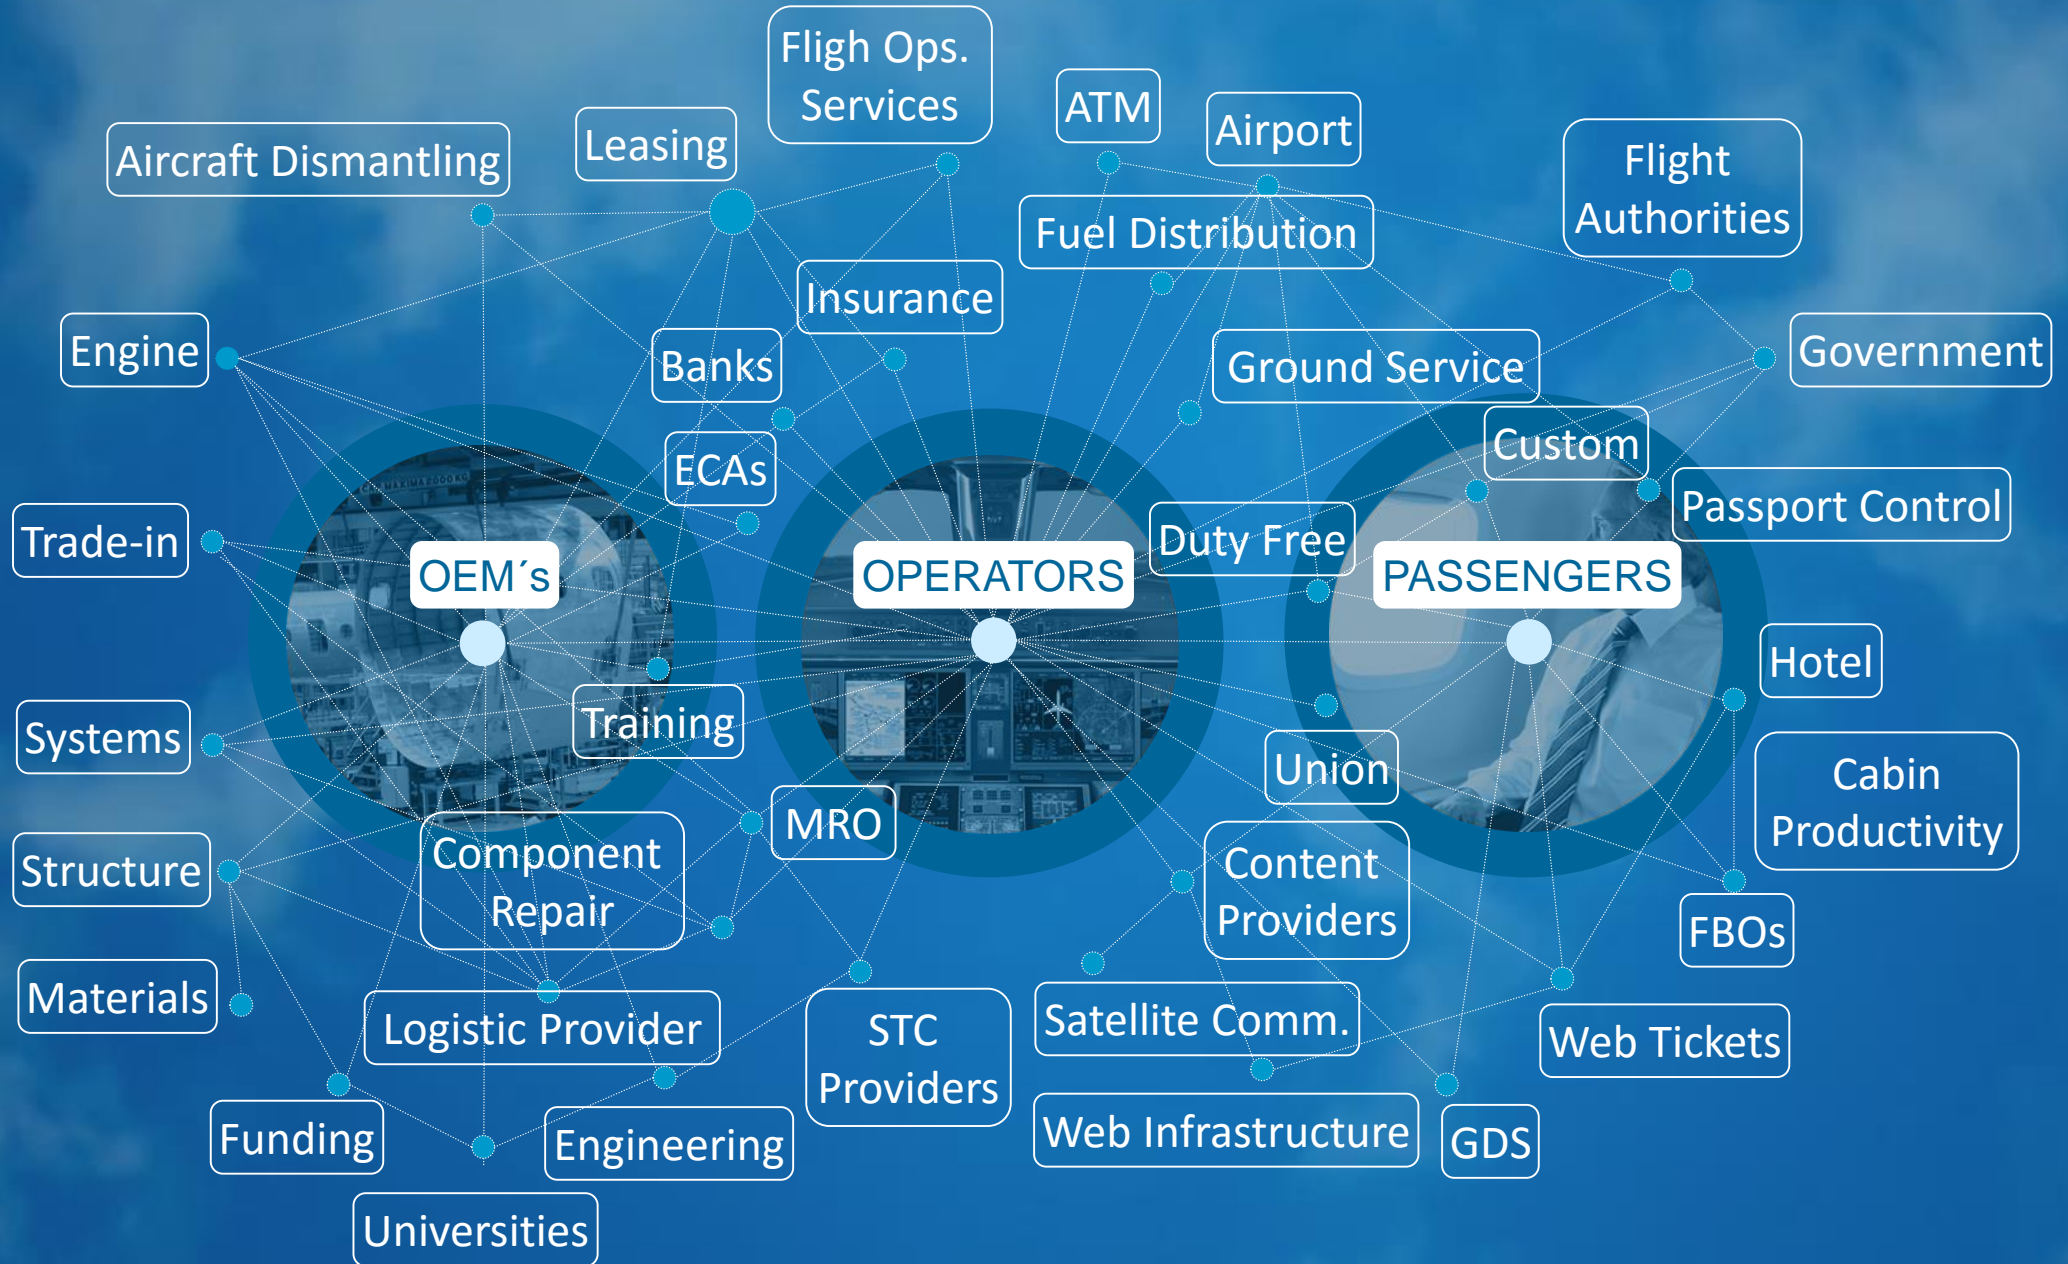 Fligh Ops.
Services
ATM
Airport
Leasing
Aircraft Dismantling
Flight
Authorities
Fuel Distribution
Insurance
Engine
Banks
Ground Service
Government
ECAs
Custom
Passport Control
Trade-in
Duty Free
OEM´s
OPERATORS
PASSENGERS
Hotel
Systems
Training
Union
Cabin
Productivity
MRO
Structure
Component
Repair
Content
Providers
FBOs
Materials
Logistic Provider
STC
Providers
Satellite Comm.
Web Tickets
Funding
Engineering
Web Infrastructure
GDS
Universities